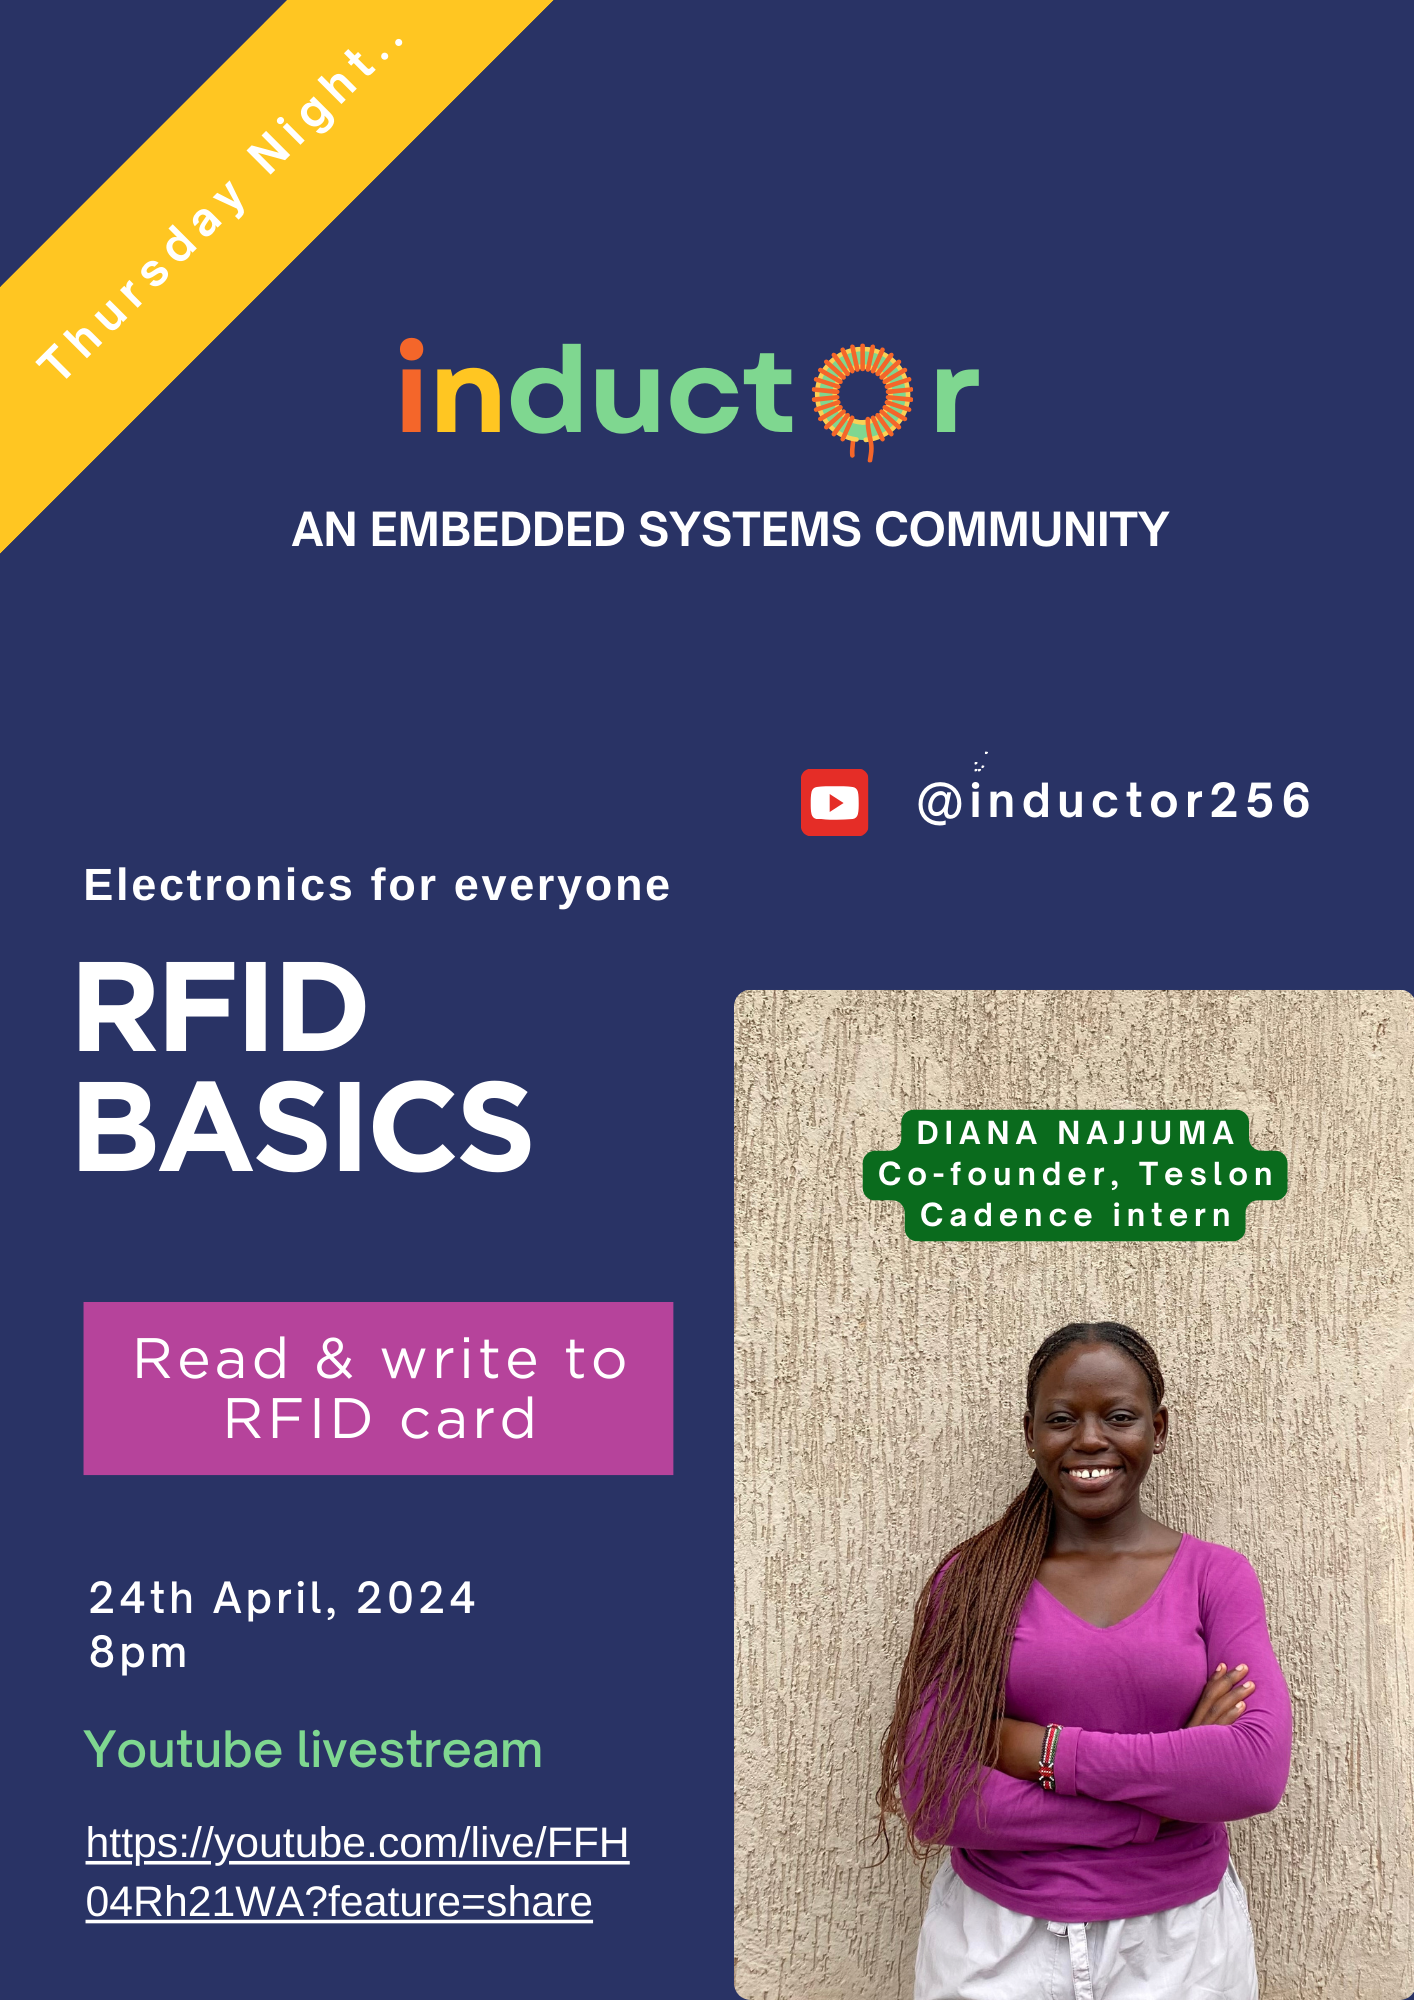 Thursday Night..
inductor
AN EMBEDDED SYSTEMS COMMUNITY
@inductor256
Electronics for everyone
RFID
BASICS
DIANA NAJJUMA
Co-founder, Teslon
Cadence intern
Read & write to
RFID card
24th April, 2024
8pm
Youtube livestream
https://youtube.com/live/FFH
04Rh21WA?feature=share